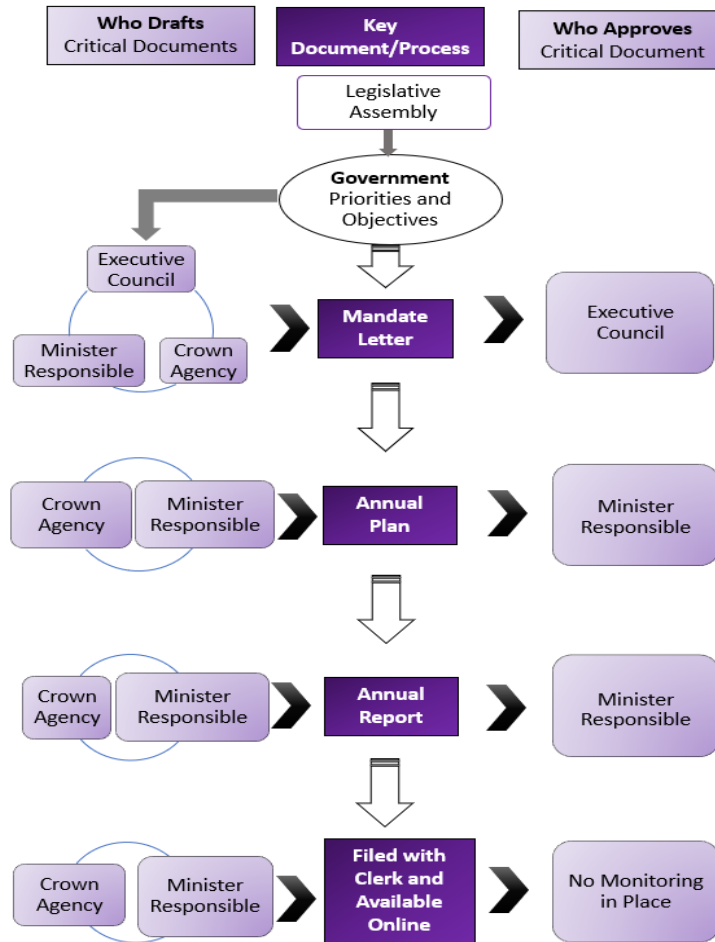 Who Drafts
Critical Documents
Key
Document/Process
Who Approves
Critical Document
Legislative
Assembly
Government
Priorities and
Objectives
Executive
Council
Minister
Responsible
Crown
Agency
Mandate
Letter
Executive
Council
Crown
Agency
Minister
Responsible
Annual
Plan
Minister
Responsible
Crown
Agency
Minister
Responsible
Annual
Report
Minister
Responsible
Crown
Agency
Minister
Responsible
Filed with
Clerk and
Available
Online
No Monitoring
in Place